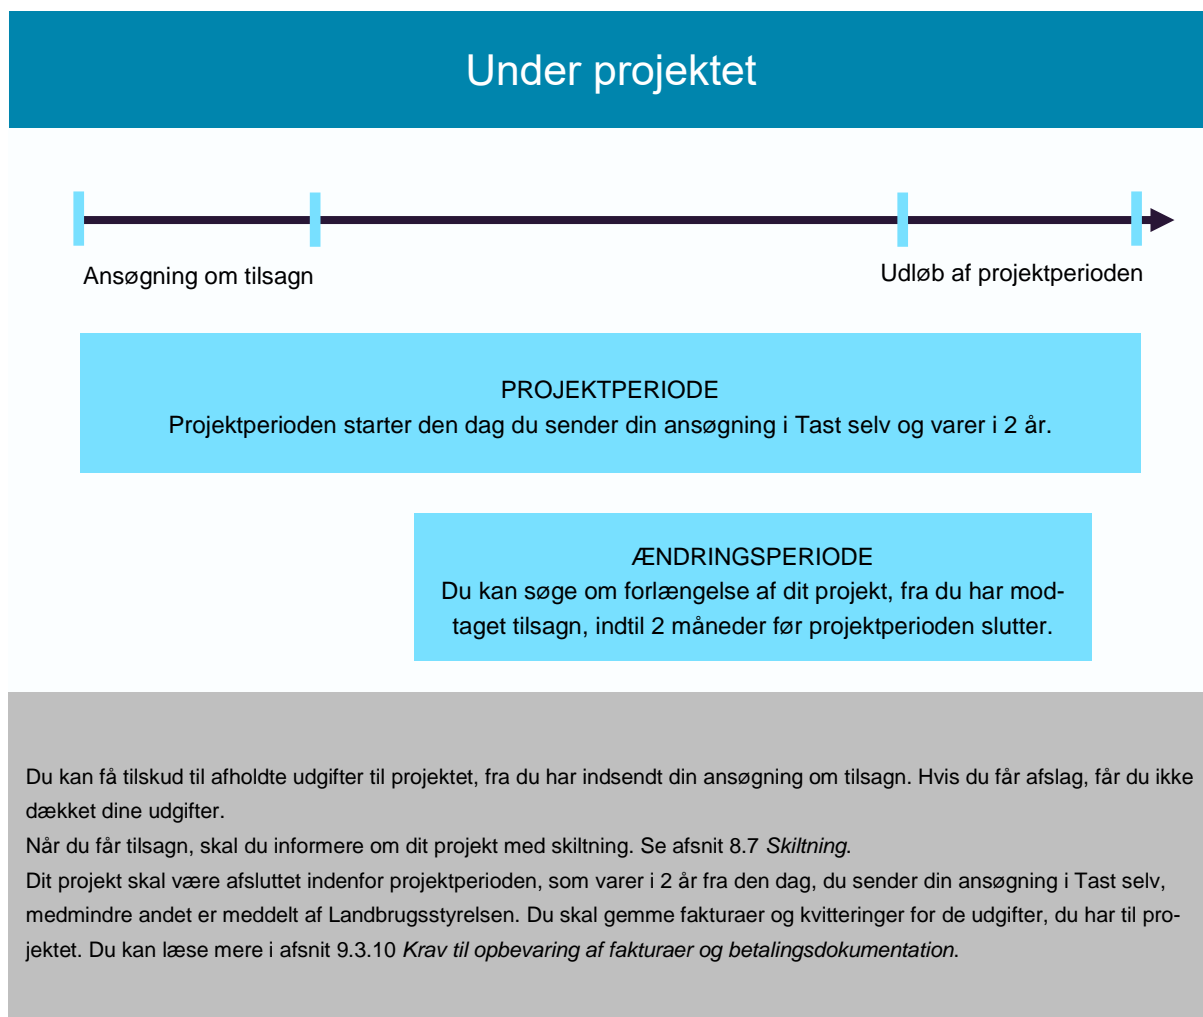 Under projektet
Ansøgning om tilsagn
Udløb af projektperioden
PROJEKTPERIODE
Projektperioden starter den dag du sender din ansøgning i Tast selv og varer i 2 år.
ÆNDRINGSPERIODE
Du kan søge om forlængelse af dit projekt, fra du har mod-
taget tilsagn, indtil 2 måneder før projektperioden slutter.
Du kan få tilskud til afholdte udgifter til projektet, fra du har indsendt din ansøgning om tilsagn. Hvis du får afslag, får du ikke
dækket dine udgifter.
Når du får tilsagn, skal du informere om dit projekt med skiltning. Se afsnit 8.7 Skiltning.
Dit projekt skal være afsluttet indenfor projektperioden, som varer i 2 år fra den dag, du sender din ansøgning i Tast selv,
medmindre andet er meddelt af Landbrugsstyrelsen. Du skal gemme fakturaer og kvitteringer for de udgifter, du har til pro-
jektet. Du kan læse mere i afsnit 9.3.10 Krav til opbevaring af fakturaer og betalingsdokumentation.